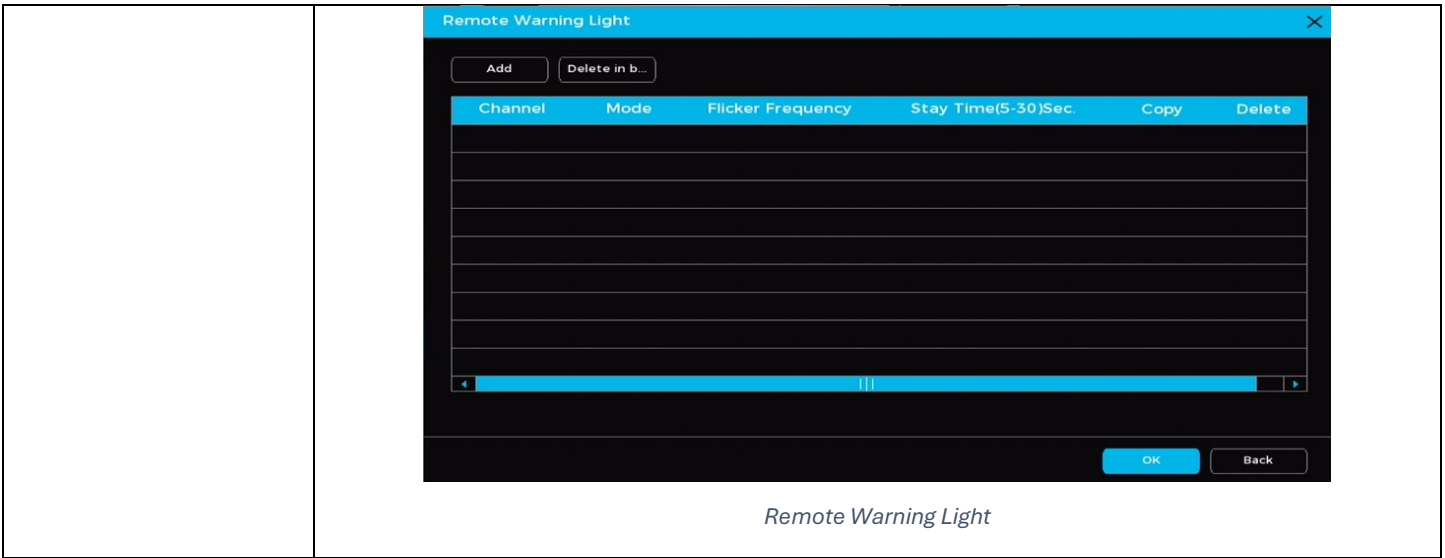 Remote Warning Light
Add Delete in b...
Channel Mode Flicker Frequency Stay Time(5-30)Sec. Copy Delete
OK Back
Remote Warning Light